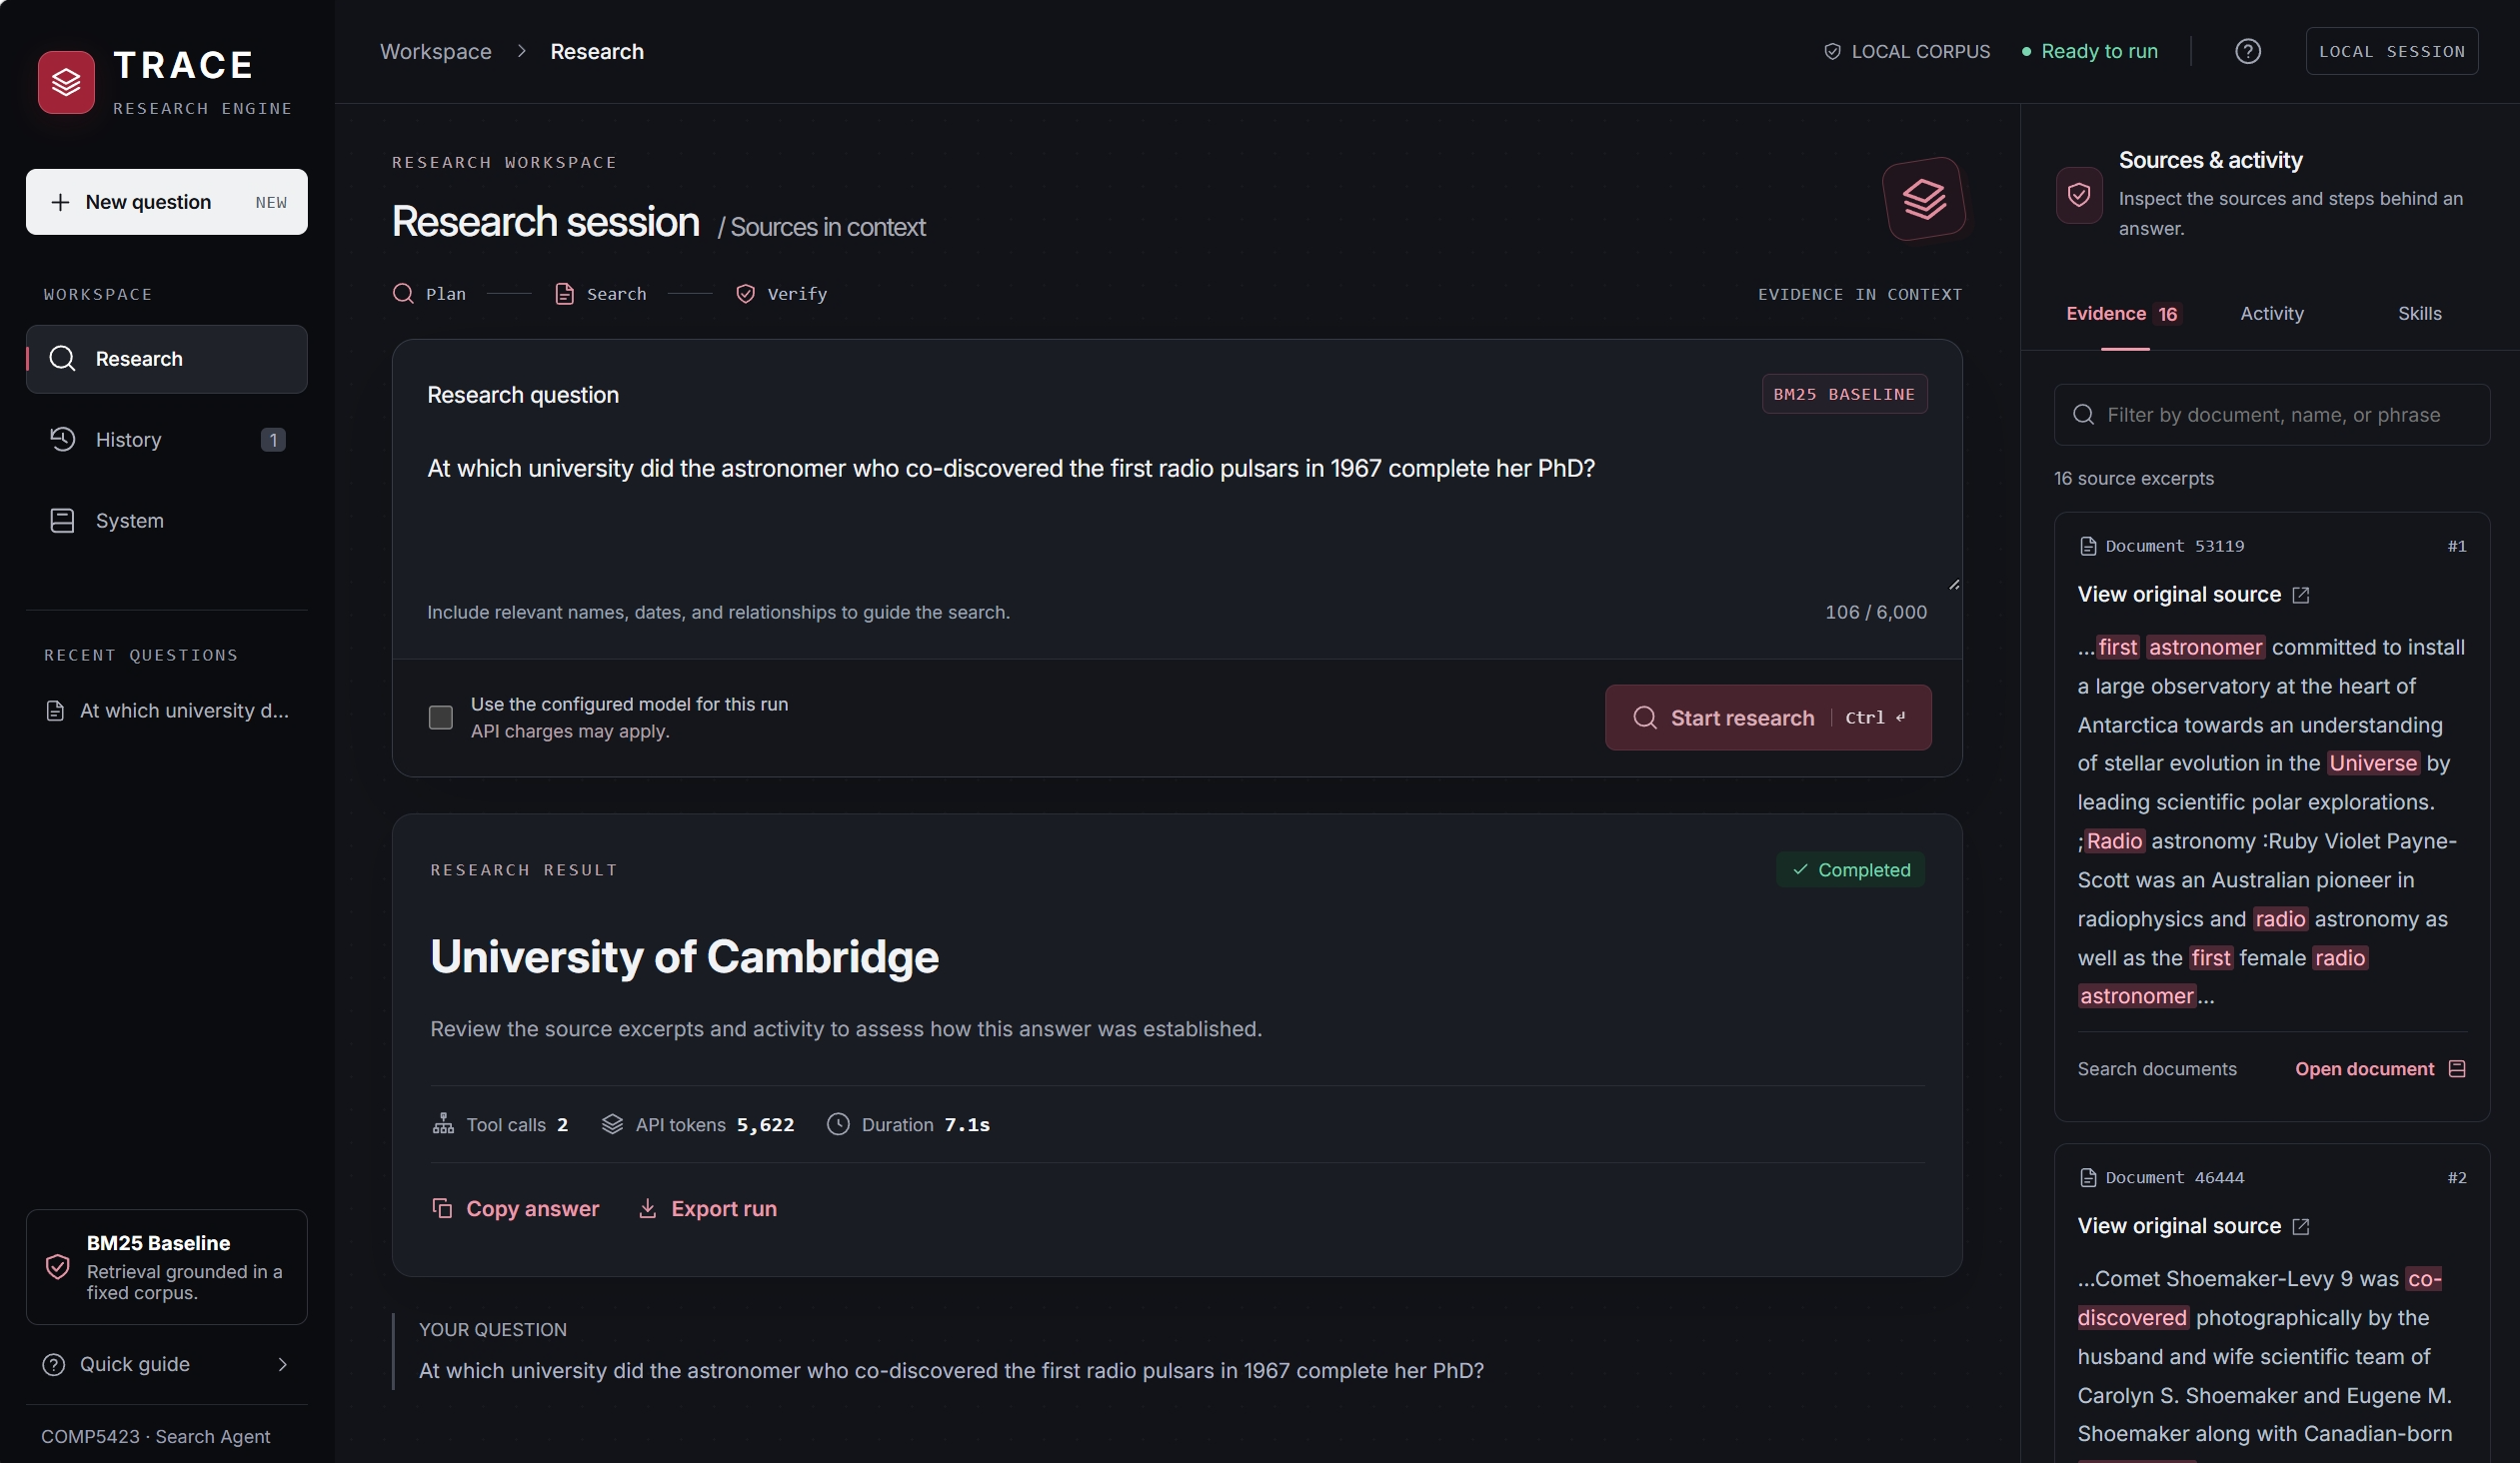 TRACE
RESEARCH ENGINE
New question NEW
WORKSPACE
Research
History 1
System
RECENT QUESTIONS
At which university d...
BM25 Baseline
Retrieval grounded in a
fixed corpus.
Quick guide
COMP5423 · Search Agent
Workspace > Research
LOCAL CORPUS
Ready to run
LOCAL SESSION
RESEARCH WORKSPACE
Research session / Sources in context
Plan
Search
Verify
EVIDENCE IN CONTEXT
Research question
BM25 BASELINE
At which university did the astronomer who co-discovered the first radio pulsars in 1967 complete her PhD?
Include relevant names, dates, and relationships to guide the search.
106 / 6,000
Use the configured model for this run
API charges may apply.
Start research Ctrl ↵
RESEARCH RESULT
Completed
University of Cambridge
Review the source excerpts and activity to assess how this answer was established.
Tool calls 2
API tokens 5,622
Duration 7.1s
Copy answer
Export run
YOUR QUESTION
At which university did the astronomer who co-discovered the first radio pulsars in 1967 complete her PhD?
Sources & activity
Inspect the sources and steps behind an
answer.
Evidence 16
Activity
Skills
Filter by document, name, or phrase
16 source excerpts
Document 53119 #1
View original source
...first astronomer committed to install
a large observatory at the heart of
Antarctica towards an understanding
of stellar evolution in the Universe by
leading scientific polar explorations.
;Radio astronomy :Ruby Violet Payne-
Scott was an Australian pioneer in
radiophysics and radio astronomy as
well as the first female radio
astronomer...
Search documents
Open document
Document 46444 #2
View original source
...Comet Shoemaker-Levy 9 was co-
discovered photographically by the
husband and wife scientific team of
Carolyn S. Shoemaker and Eugene M.
Shoemaker along with Canadian-born